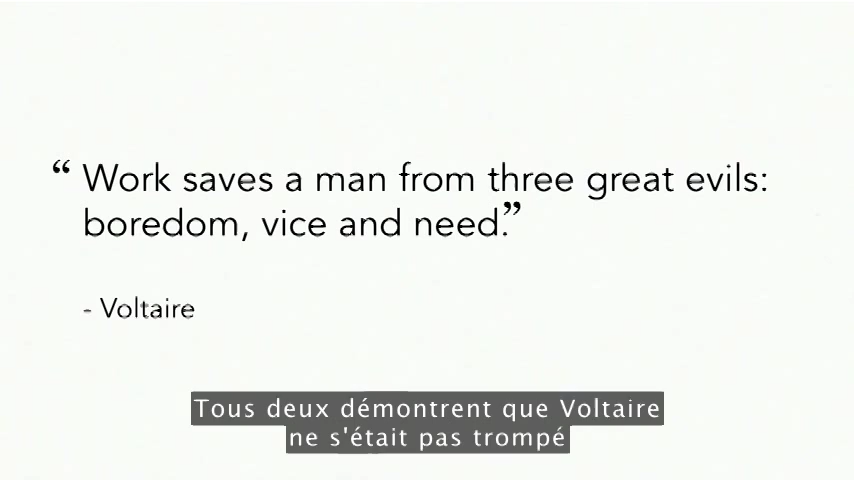 “ Work saves a man from three great evils:
boredom, vice and need.”
- Voltaire
Tous deux démontrent que Voltaire
ne s'était pas trompé